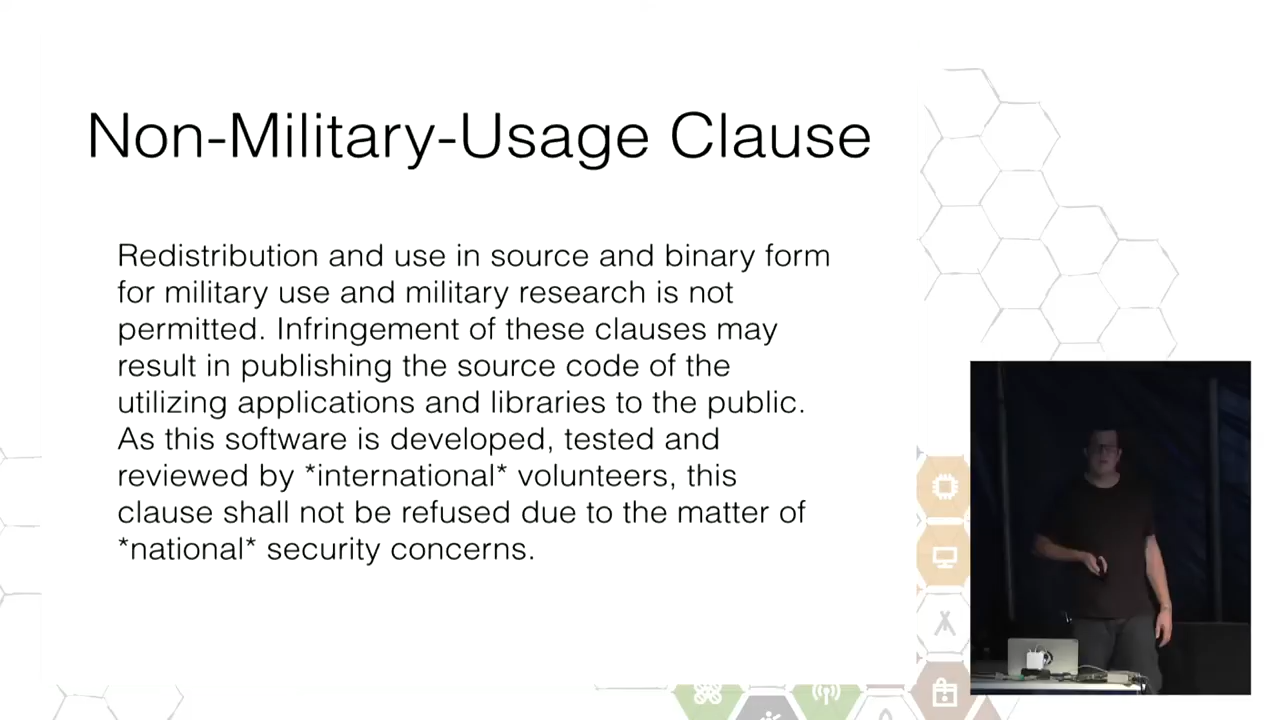 Non-Military-Usage Clause
Redistribution and use in source and binary form
for military use and military research is not
permitted. Infringement of these clauses may
result in publishing the source code of the
utilizing applications and libraries to the public.
As this software is developed, tested and
reviewed by *international* volunteers, this
clause shall not be refused due to the matter of
*national* security concerns.